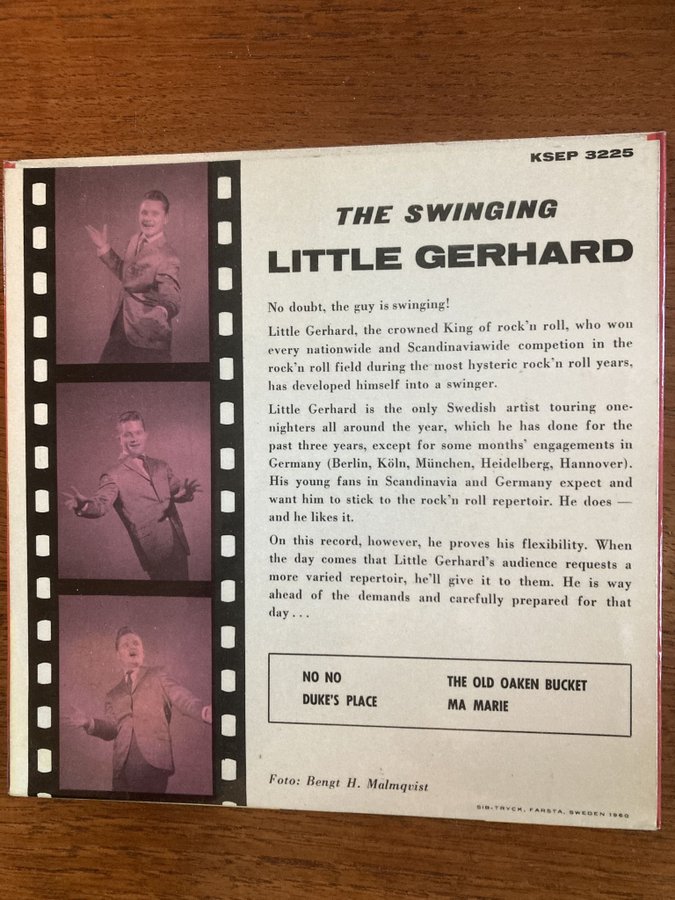 KSEP 3225
THE SWINGING
LITTLE GERHARD
No doubt, the guy is swinging!
Little Gerhard, the crowned King of rock'n roll, who won
every nationwide and Scandinaviawide competion in the
rock'n roll field during the most hysteric rock'n roll years,
has developed himself into a swinger.
Little Gerhard is the only Swedish artist touring one-
nighters all around the year, which he has done for the
past three years, except for some months' engagements in
Germany (Berlin, Köln, München, Heidelberg, Hannover).
His young fans in Scandinavia and Germany expect and
want him to stick to the rock'n roll repertoir. He does —
and he likes it.
On this record, however, he proves his flexibility. When
the day comes that Little Gerhard's audience requests a
more varied repertoir, he'll give it to them. He is way
ahead of the demands and carefully prepared for that
day . . .
NO NO
DUKE'S PLACE
THE OLD OAKEN BUCKET
MA MARIE
Foto: Bengt H. Malmqvist
SIB-TRYCK, FARSTA, SWEDEN 1960